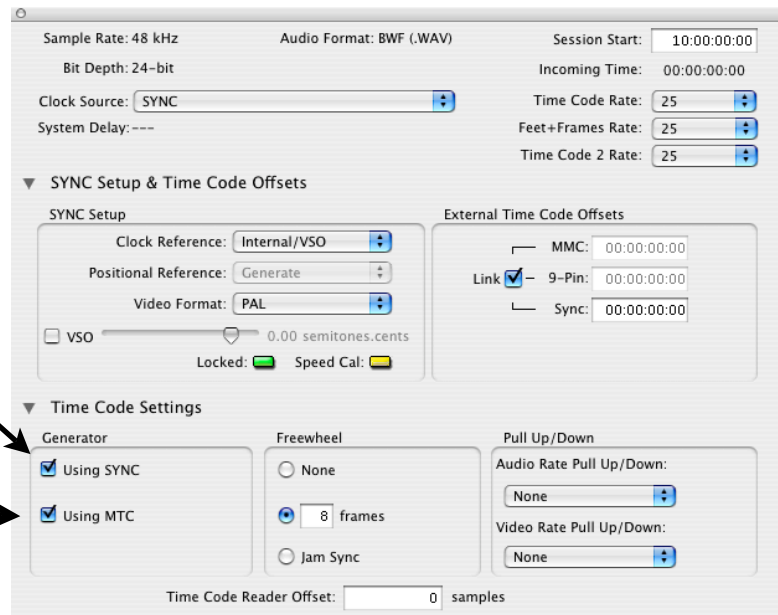 Sample Rate: 48 kHz Audio Format: BWF (.WAV) Session Start: 10:00:00:00
Bit Depth: 24-bit Incoming Time: 00:00:00:00
Clock Source: SYNC Time Code Rate: 25
System Delay: --- Feet+Frames Rate: 25
Time Code 2 Rate: 25
SYNC Setup & Time Code Offsets
SYNC Setup External Time Code Offsets
Clock Reference: Internal/VSO MMC: 00:00:00:00
Positional Reference: Generate Link 9-Pin: 00:00:00:00
Video Format: PAL Sync: 00:00:00:00
VSO 0.00 semitones.cents
Locked: Speed Cal:
Time Code Settings
Generator Freewheel Pull Up/Down
Using SYNC None Audio Rate Pull Up/Down:
None
Using MTC 8 frames Video Rate Pull Up/Down:
Jam Sync None
Time Code Reader Offset: 0 samples